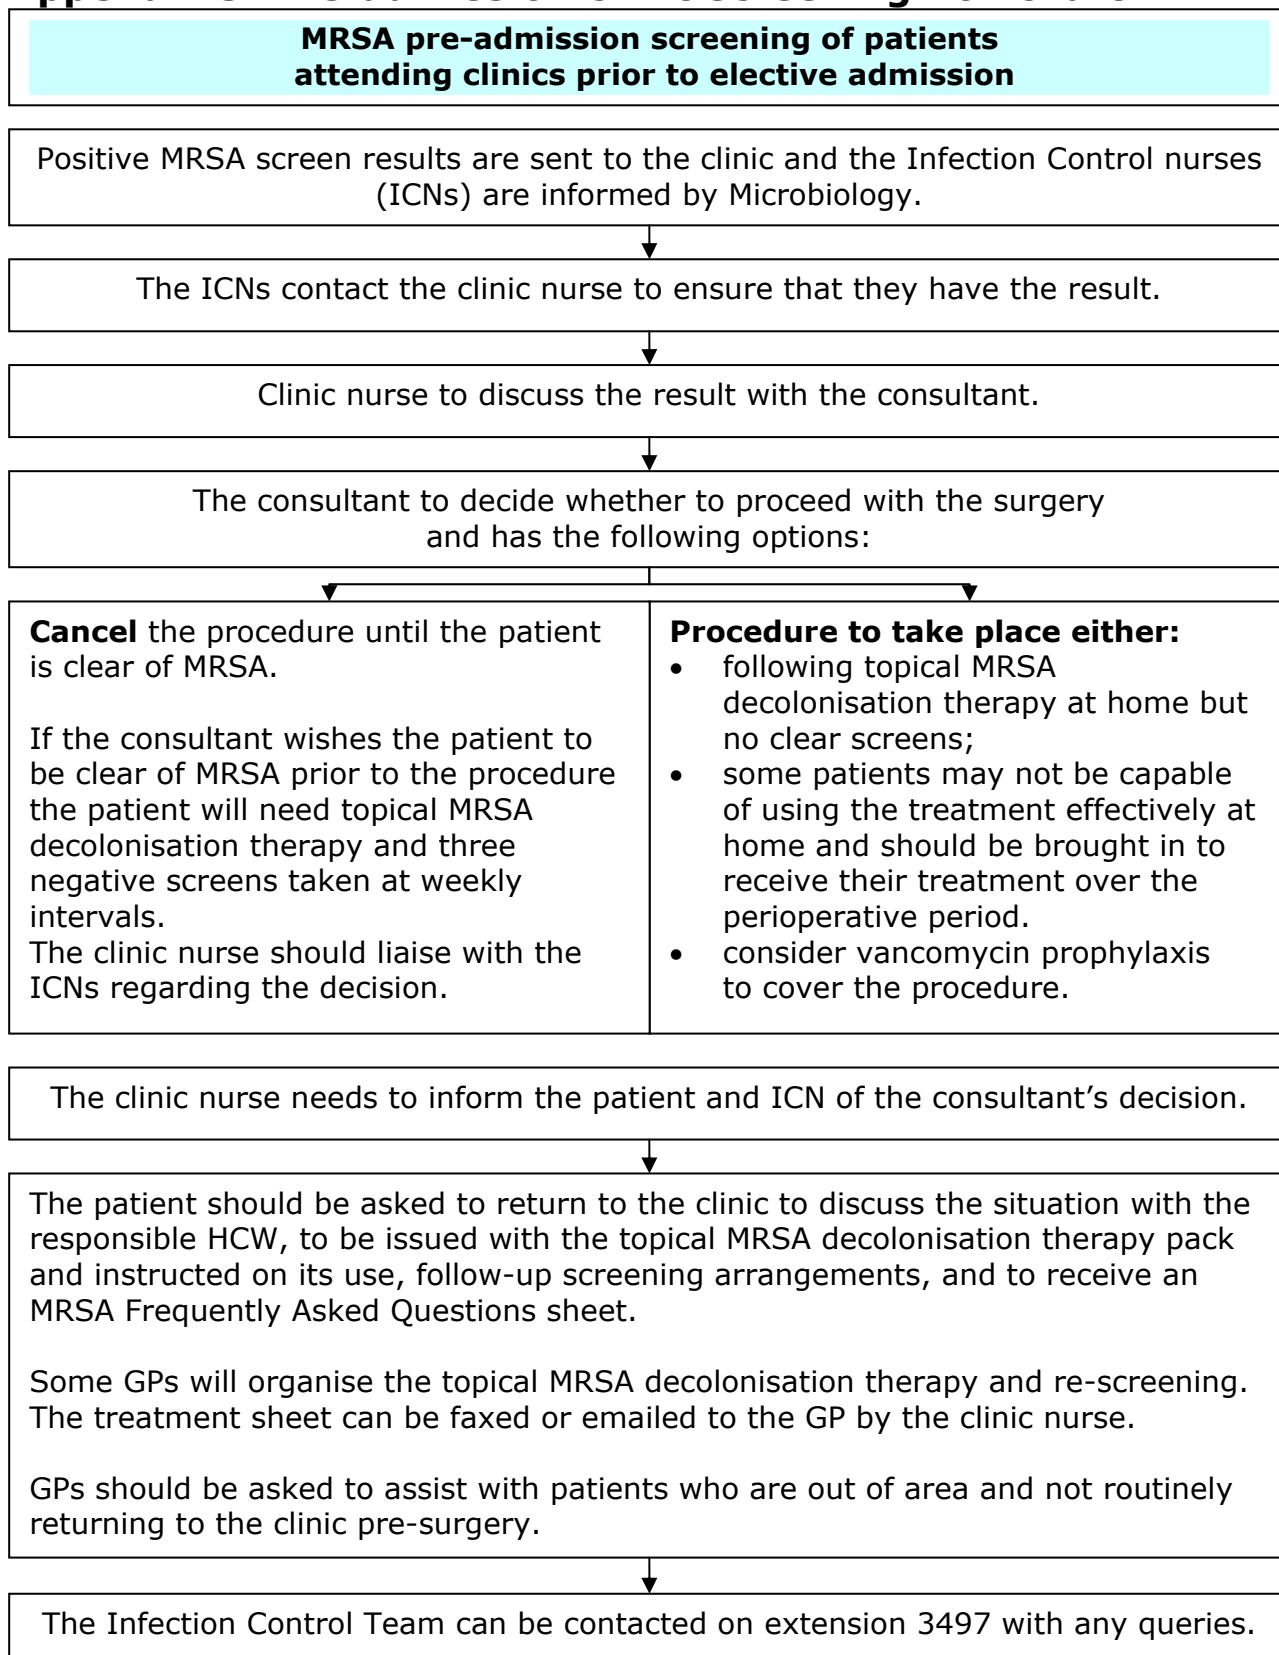 MRSA pre-admission screening of patients
attending clinics prior to elective admission
Positive MRSA screen results are sent to the clinic and the Infection Control nurses
(ICNs) are informed by Microbiology.
The ICNs contact the clinic nurse to ensure that they have the result.
Clinic nurse to discuss the result with the consultant.
The consultant to decide whether to proceed with the surgery
and has the following options:
Cancel the procedure until the patient
is clear of MRSA.
If the consultant wishes the patient to
be clear of MRSA prior to the procedure
the patient will need topical MRSA
decolonisation therapy and three
negative screens taken at weekly
intervals.
The clinic nurse should liaise with the
ICNs regarding the decision.
Procedure to take place either:
• following topical MRSA
decolonisation therapy at home but
no clear screens;
• some patients may not be capable
of using the treatment effectively at
home and should be brought in to
receive their treatment over the
perioperative period.
• consider vancomycin prophylaxis
to cover the procedure.
The clinic nurse needs to inform the patient and ICN of the consultant’s decision.
The patient should be asked to return to the clinic to discuss the situation with the
responsible HCW, to be issued with the topical MRSA decolonisation therapy pack
and instructed on its use, follow-up screening arrangements, and to receive an
MRSA Frequently Asked Questions sheet.
Some GPs will organise the topical MRSA decolonisation therapy and re-screening.
The treatment sheet can be faxed or emailed to the GP by the clinic nurse.
GPs should be asked to assist with patients who are out of area and not routinely
returning to the clinic pre-surgery.
The Infection Control Team can be contacted on extension 3497 with any queries.